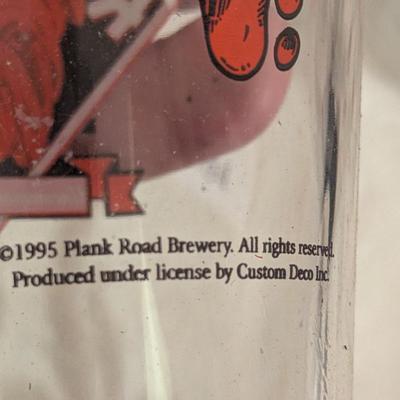 ©1995 Plank Road Brewery. All rights reserved.
Produced under license by Custom Deco Inc.